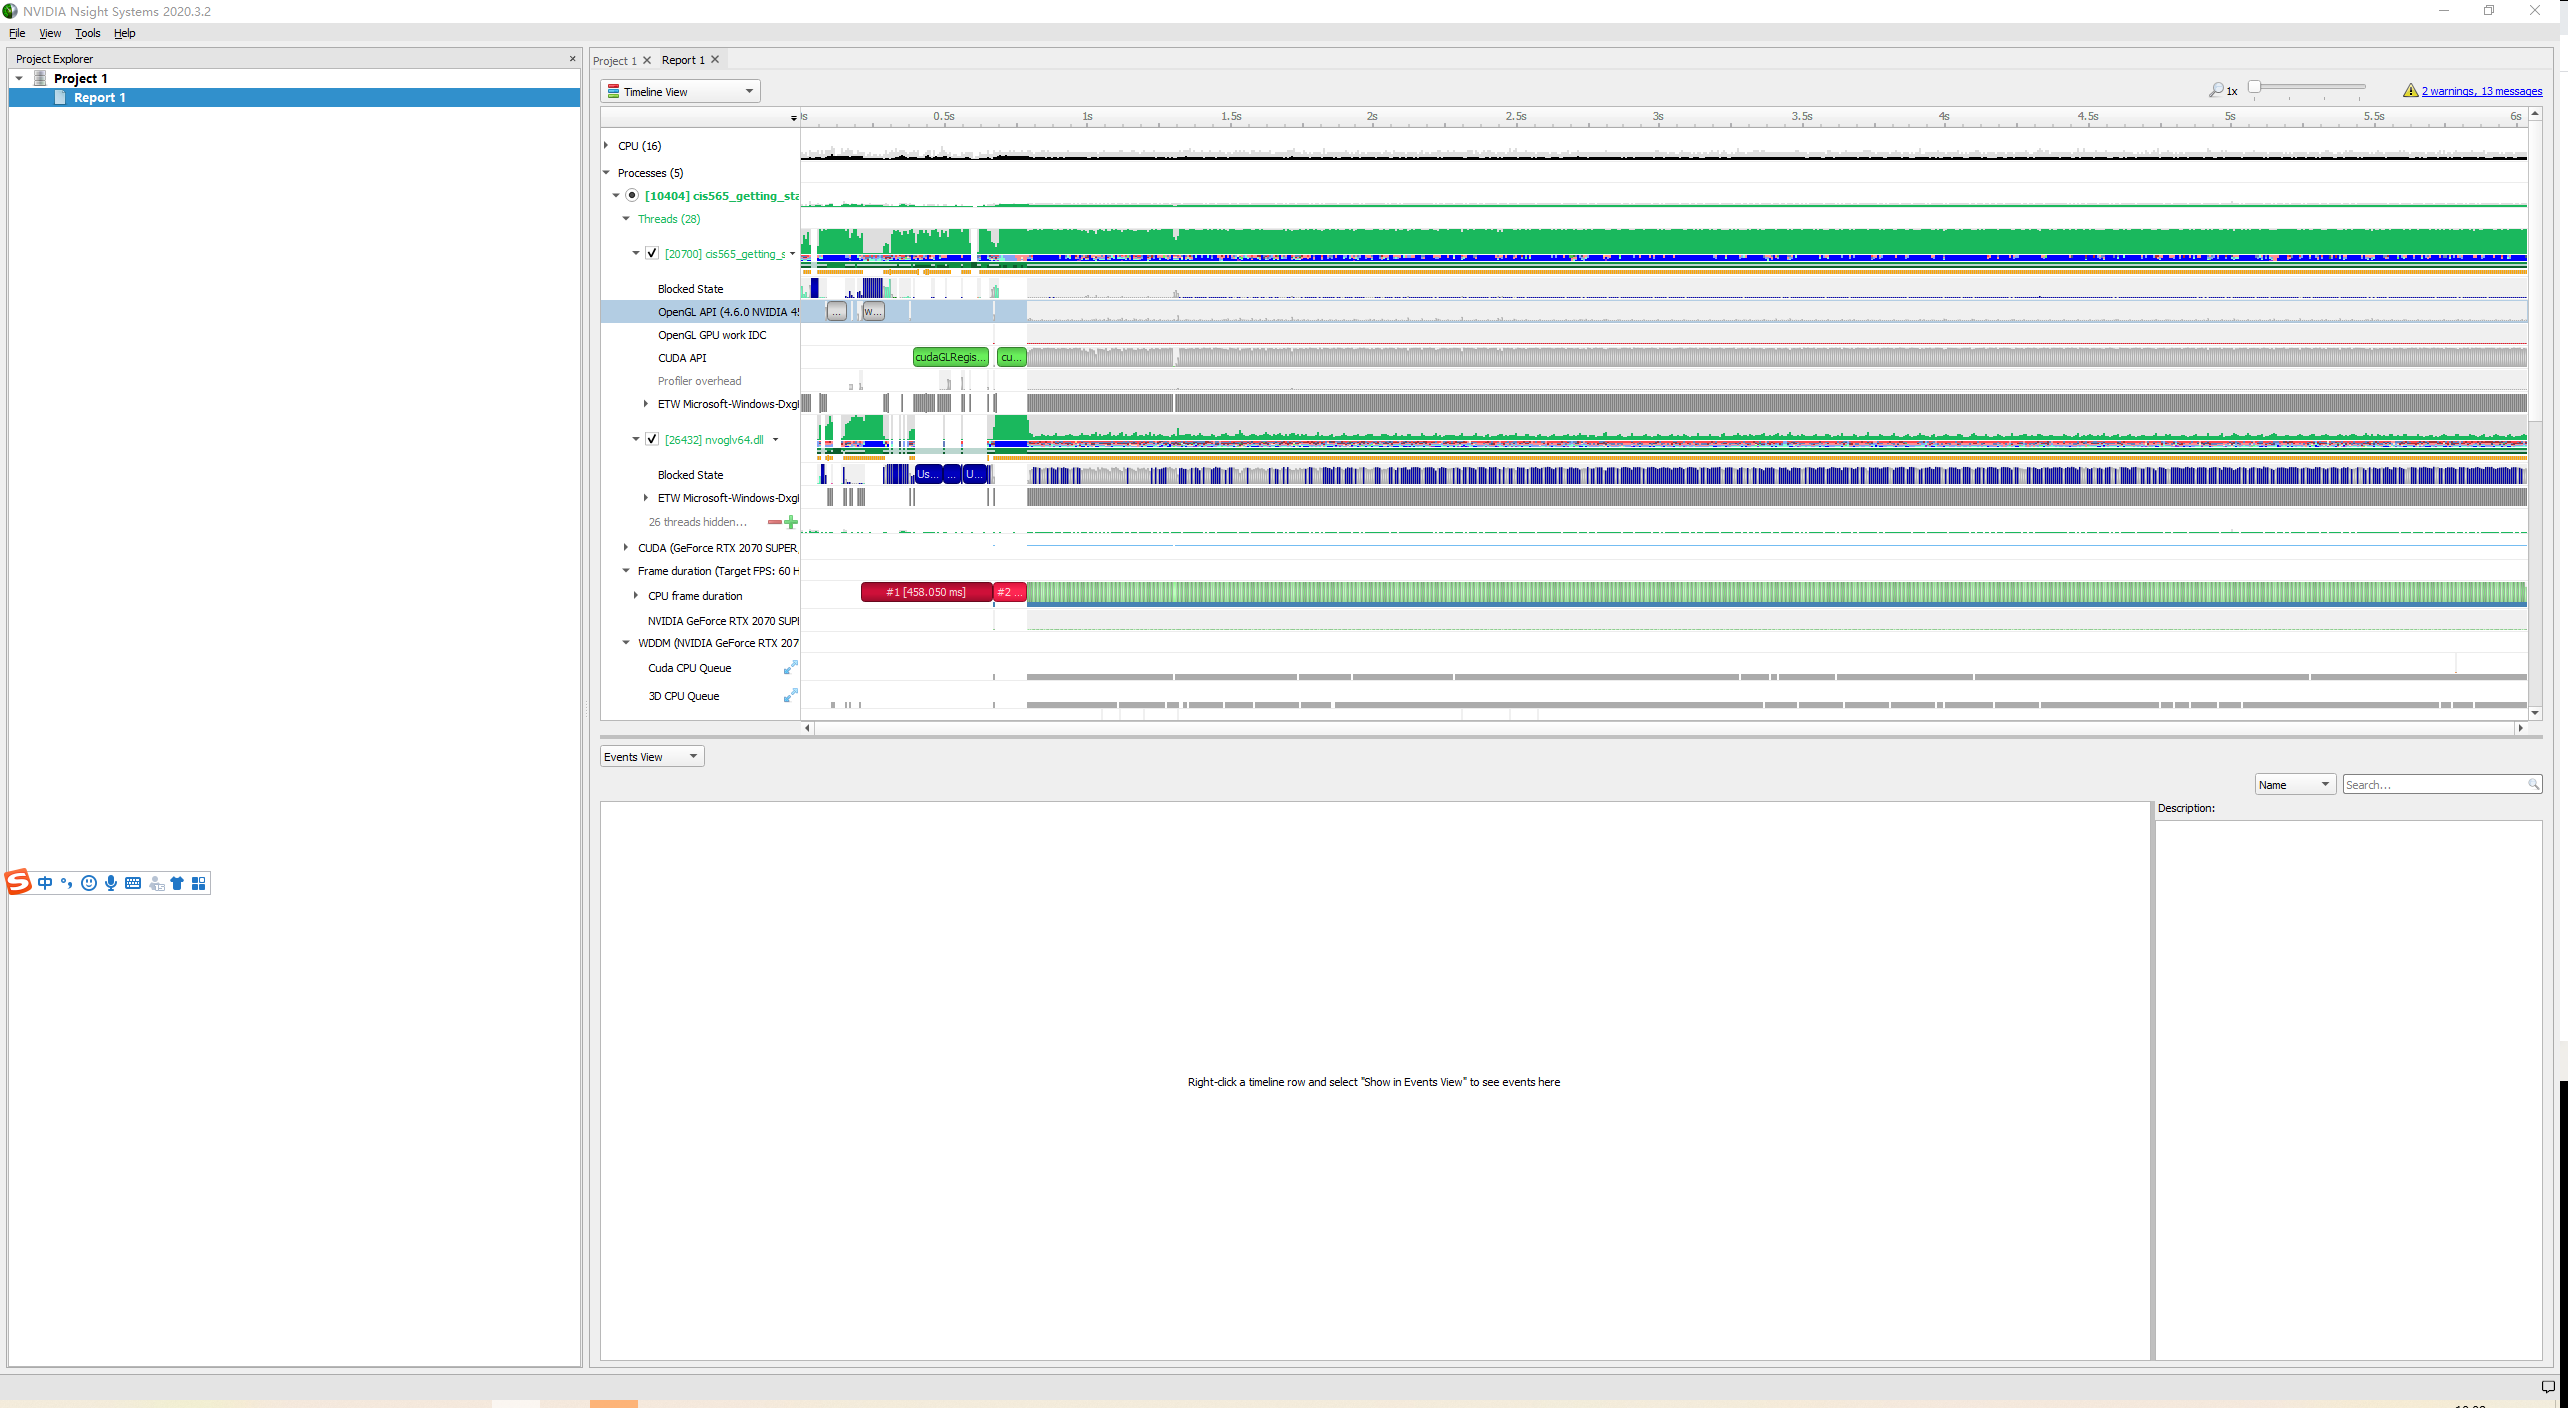 NVIDIA Nsight Systems 2020.3.2
File View Tools Help
Project Explorer
Project 1
Report 1
Project 1 Report 1
Timeline View
1x
2 warnings, 13 messages
0.5s 1s 1.5s 2s 2.5s 3s 3.5s 4s 4.5s 5s 5.5s 6s
CPU (16)
Processes (5)
[10404] cis565_getting_sta
Threads (28)
[20700] cis565_getting_s
Blocked State
OpenGL API (4.6.0 NVIDIA 45
... w...
OpenGL GPU work IDC
CUDA API
cudaGLRegis... cu...
Profiler overhead
ETW Microsoft-Windows-Dxgl
[26432] nvoglv64.dll
Blocked State
Us... ... U...
ETW Microsoft-Windows-Dxgl
26 threads hidden...
CUDA (GeForce RTX 2070 SUPER,
Frame duration (Target FPS: 60 H
CPU frame duration
#1 [458.050 ms] #2 ...
NVIDIA GeForce RTX 2070 SUPI
WDDM (NVIDIA GeForce RTX 207
Cuda CPU Queue
3D CPU Queue
Events View
Name Search...
Description:
中
Right-click a timeline row and select "Show in Events View" to see events here